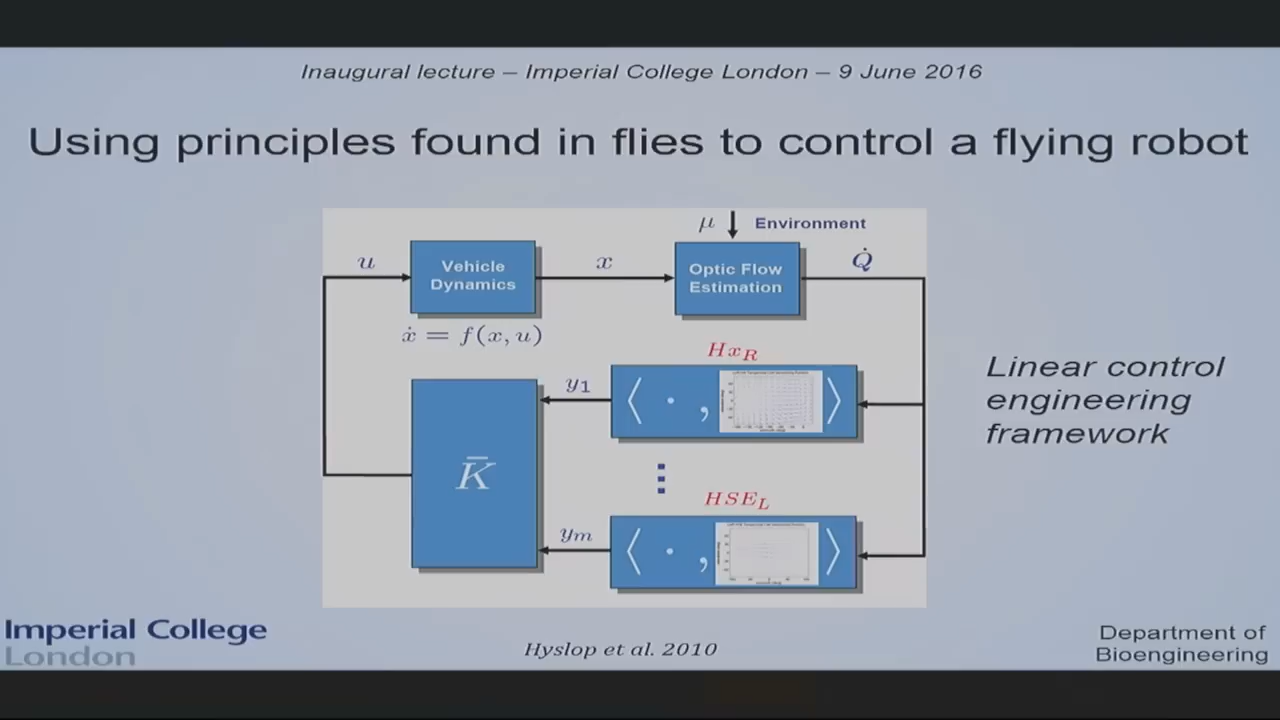 Inaugural lecture – Imperial College London – 9 June 2016
Using principles found in flies to control a flying robot
μ
Environment
u
Vehicle
Dynamics
x
Optic Flow
Estimation
Q̇
ẋ = f(x, u)
Hx_R
y_1
⟨ · , ⟩
K̄
HSE_L
y_m
⟨ · , ⟩
Linear control
engineering
framework
Imperial College
London
Hyslop et al. 2010
Department of
Bioengineering